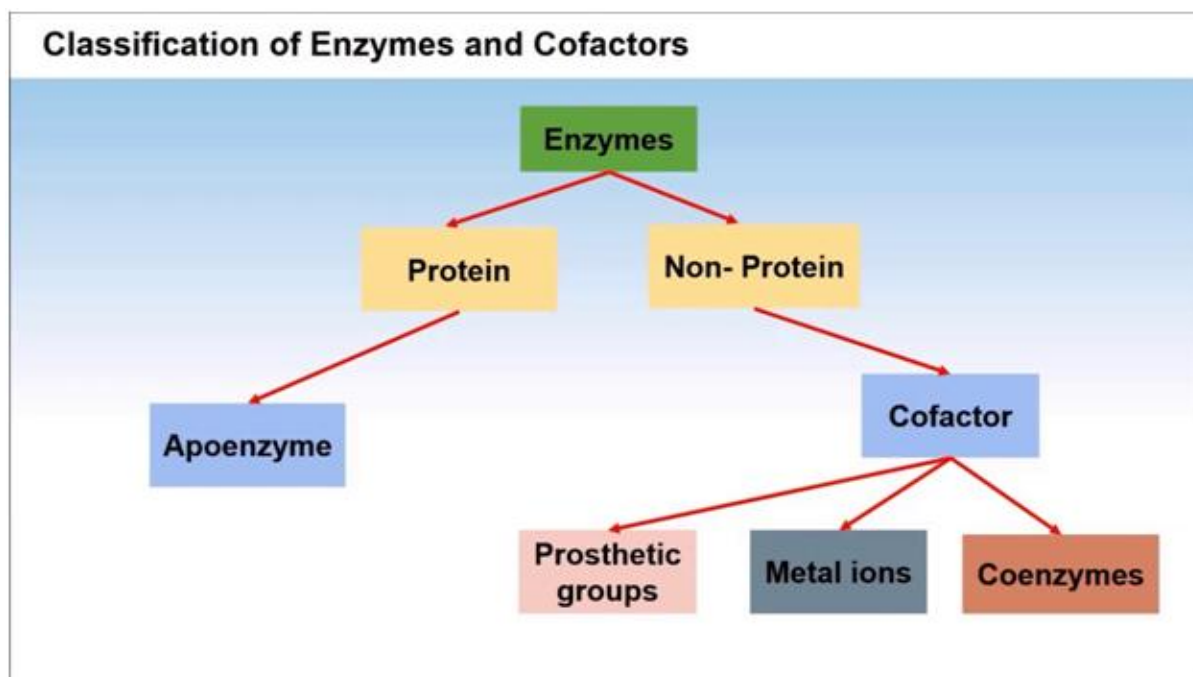 Classification of Enzymes and Cofactors
Enzymes
Protein
Non- Protein
Apoenzyme
Cofactor
Prosthetic
groups
Metal ions
Coenzymes